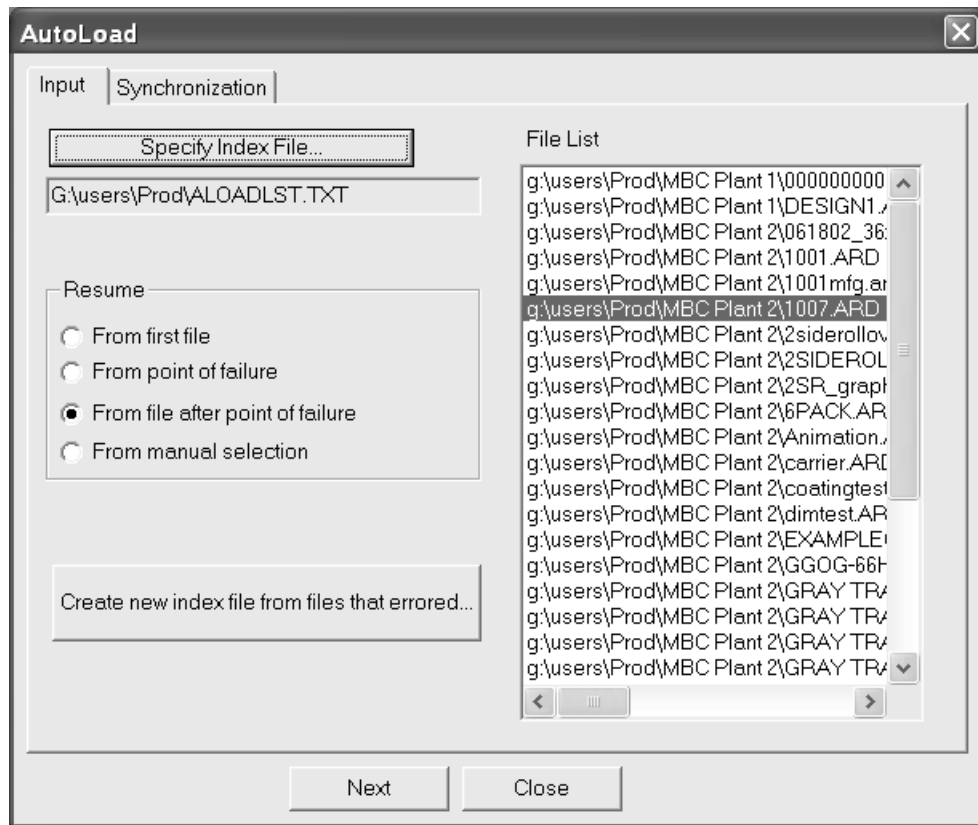 AutoLoad
Input
Synchronization
Specify Index File...
G:\users\Prod\ALOADLST.TXT
Resume
From first file
From point of failure
From file after point of failure
From manual selection
Create new index file from files that errored...
File List
g:\users\Prod\MBC Plant 1\000000000
g:\users\Prod\MBC Plant 1\DESIGN1.
g:\users\Prod\MBC Plant 2\061802_36
g:\users\Prod\MBC Plant 2\1001.ARD
g:\users\Prod\MBC Plant 2\1001mfg.ar
g:\users\Prod\MBC Plant 2\1007.ARD
g:\users\Prod\MBC Plant 2\2siderollov
g:\users\Prod\MBC Plant 2\2SIDEROL
g:\users\Prod\MBC Plant 2\2SR_grap
g:\users\Prod\MBC Plant 2\6PACK.AR
g:\users\Prod\MBC Plant 2\Animation.
g:\users\Prod\MBC Plant 2\carrier.ARD
g:\users\Prod\MBC Plant 2\coatingtest
g:\users\Prod\MBC Plant 2\dimtest.AR
g:\users\Prod\MBC Plant 2\EXAMPLE
g:\users\Prod\MBC Plant 2\GGOG-66H
g:\users\Prod\MBC Plant 2\GRAY TRA
g:\users\Prod\MBC Plant 2\GRAY TRA
g:\users\Prod\MBC Plant 2\GRAY TRA
g:\users\Prod\MBC Plant 2\GRAY TRA
Next
Close